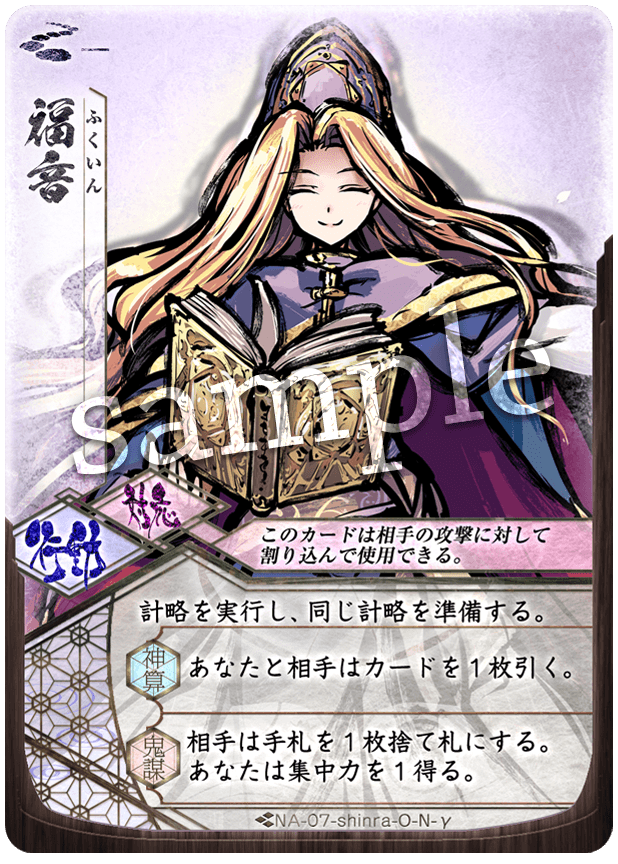 福音
ふくいん
sample
行動
対応
このカードは相手の攻撃に対して
割り込んで使用できる。
計略を実行し、同じ計略を準備する。
神算
あなたと相手はカードを1枚引く。
鬼謀
相手は手札を1枚捨て札にする。
あなたは集中力を1得る。
NA-07-shinra-O-N-γ